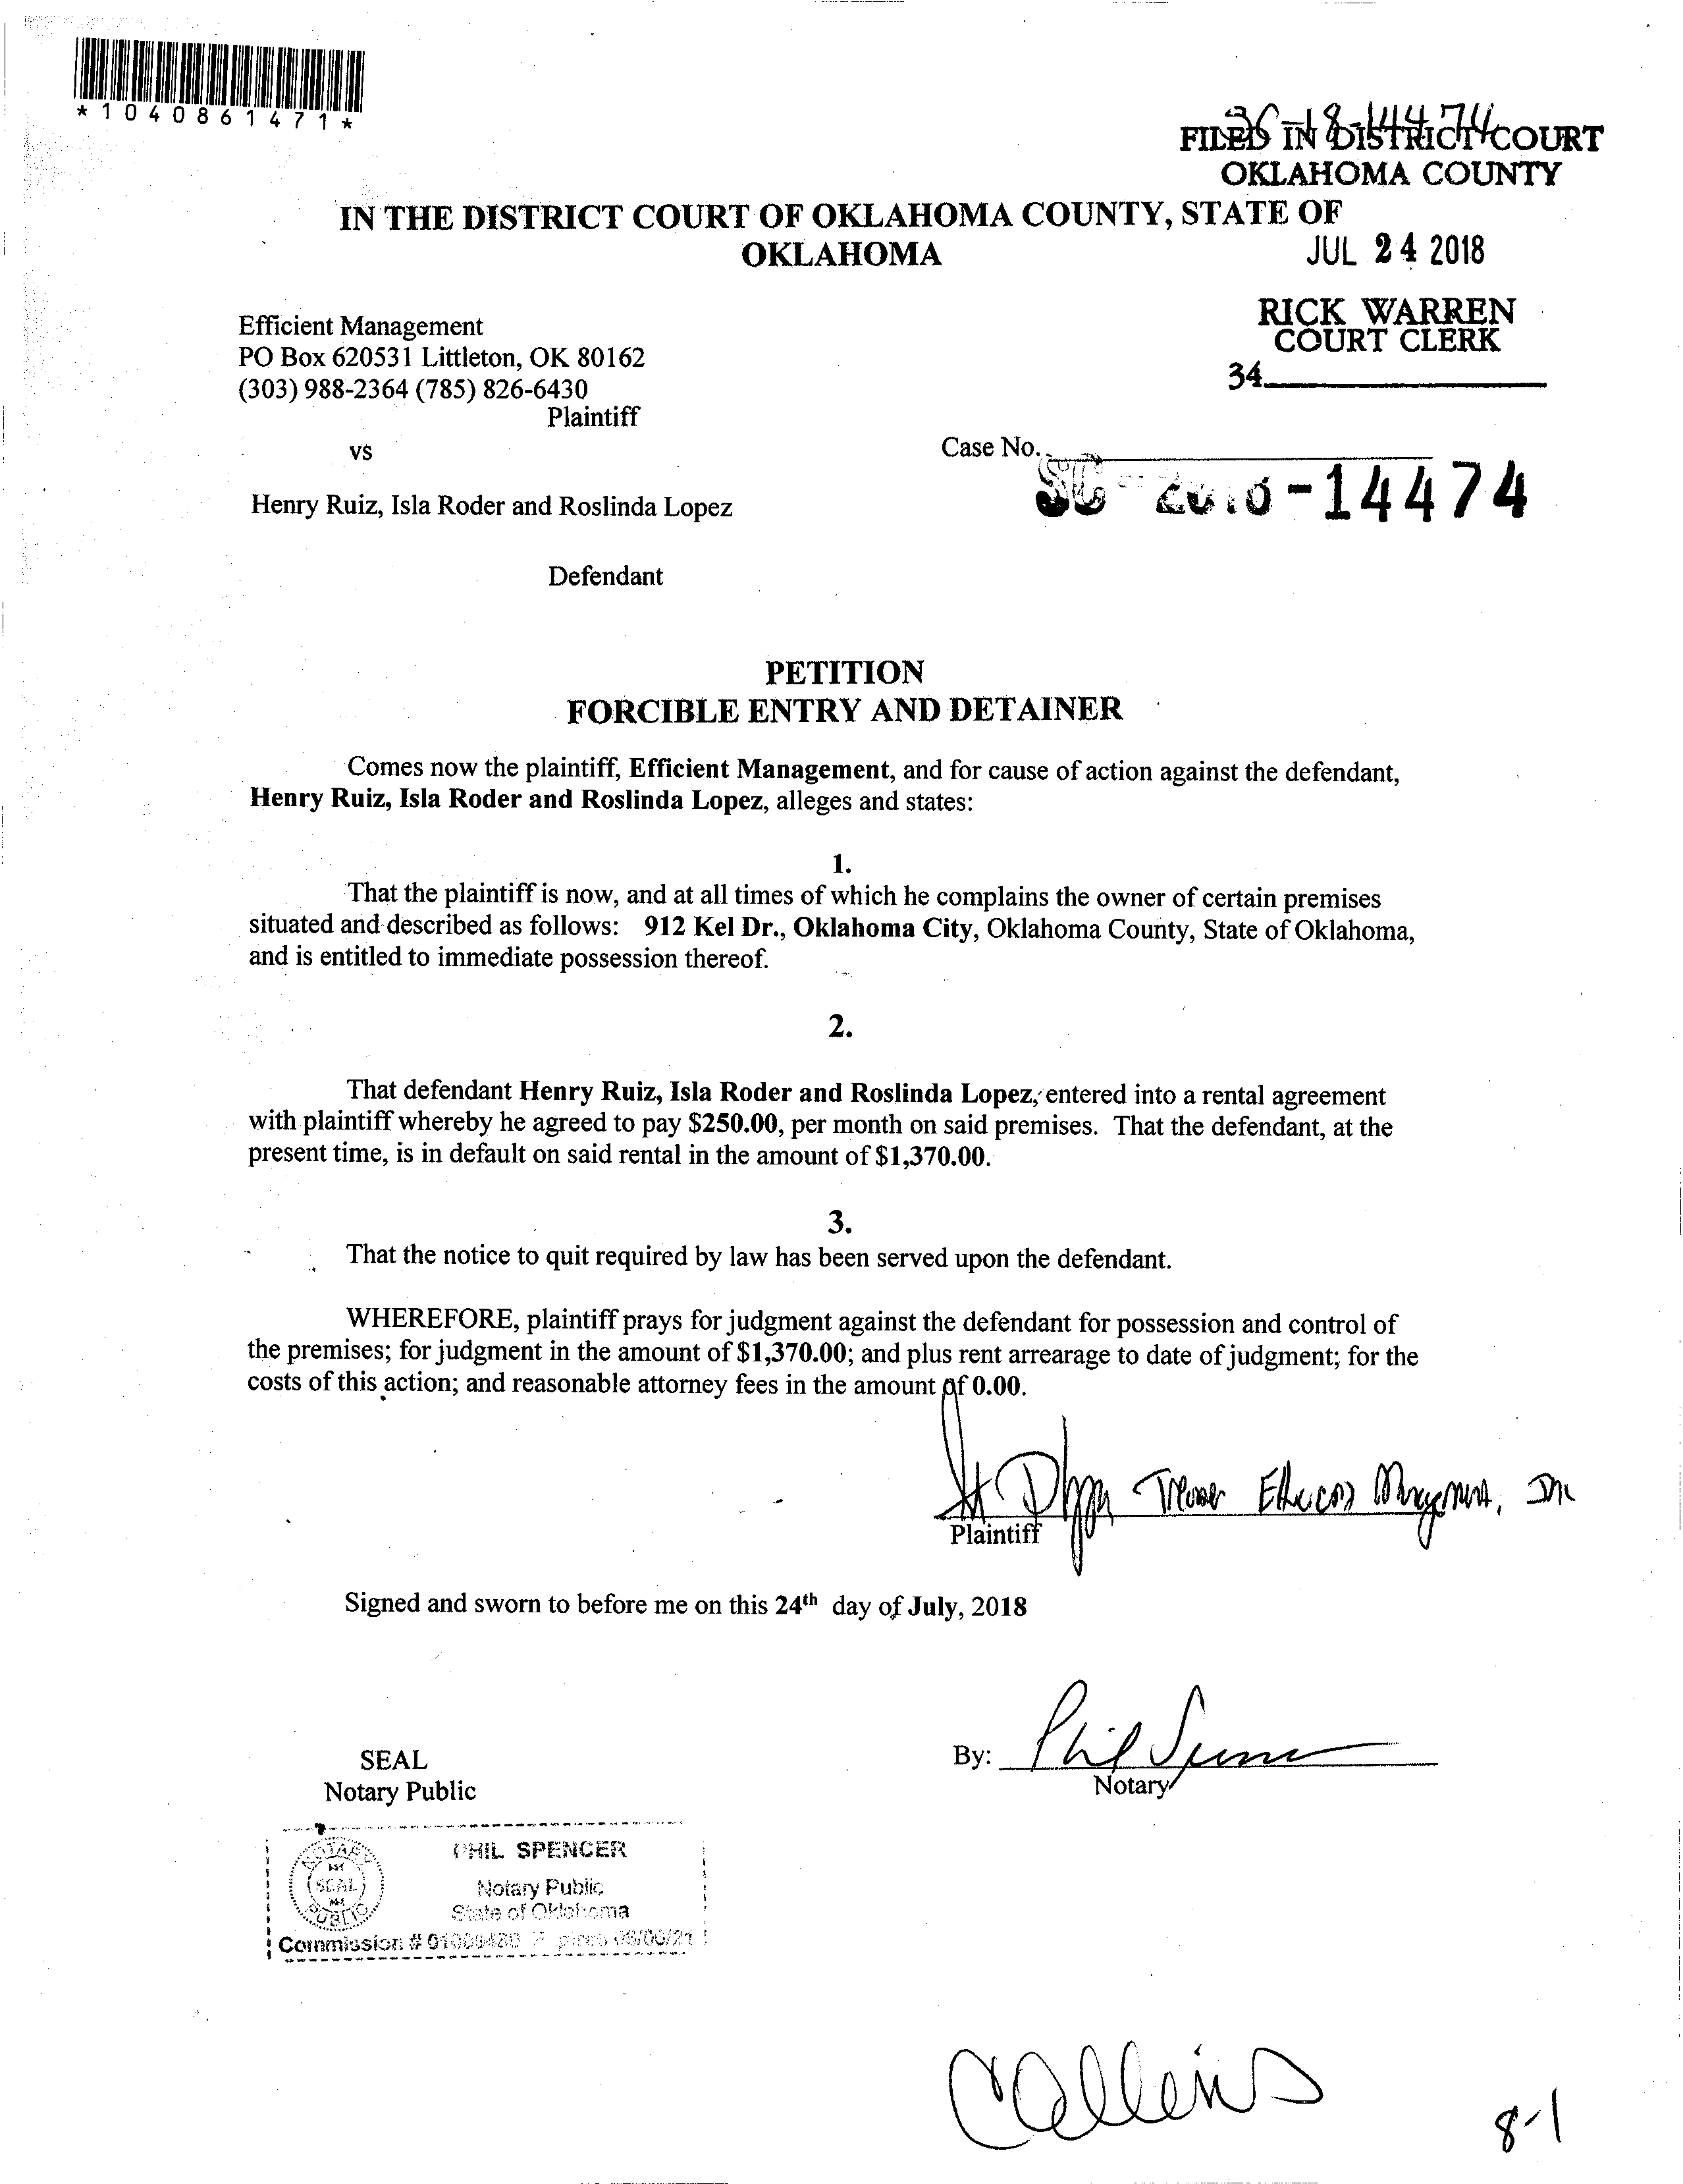 *1040861471*
FILED IN DISTRICT COURT
OKLAHOMA COUNTY
IN THE DISTRICT COURT OF OKLAHOMA COUNTY, STATE OF
OKLAHOMA
JUL 24 2018
RICK WARREN
COURT CLERK
34
Efficient Management
PO Box 620531 Littleton, OK 80162
(303) 988-2364 (785) 826-6430
Plaintiff
vs
Case No.
SC-2018-14474
Henry Ruiz, Isla Roder and Roslinda Lopez
Defendant
PETITION
FORCIBLE ENTRY AND DETAINER
Comes now the plaintiff, Efficient Management, and for cause of action against the defendant,
Henry Ruiz, Isla Roder and Roslinda Lopez, alleges and states:
1.
That the plaintiff is now, and at all times of which he complains the owner of certain premises
situated and described as follows: 912 Kel Dr., Oklahoma City, Oklahoma County, State of Oklahoma,
and is entitled to immediate possession thereof.
2.
That defendant Henry Ruiz, Isla Roder and Roslinda Lopez, entered into a rental agreement
with plaintiff whereby he agreed to pay $250.00, per month on said premises. That the defendant, at the
present time, is in default on said rental in the amount of $1,370.00.
3.
That the notice to quit required by law has been served upon the defendant.
WHEREFORE, plaintiff prays for judgment against the defendant for possession and control of
the premises; for judgment in the amount of $1,370.00; and plus rent arrearage to date of judgment; for the
costs of this action; and reasonable attorney fees in the amount of 0.00.
Plaintiff
Signed and sworn to before me on this 24th day of July, 2018
SEAL
Notary Public
By:
Notary
PHIL SPENCER
Notary Public
State of Oklahoma
NOTARY
SEAL
PUBLIC
Commission #
8-1